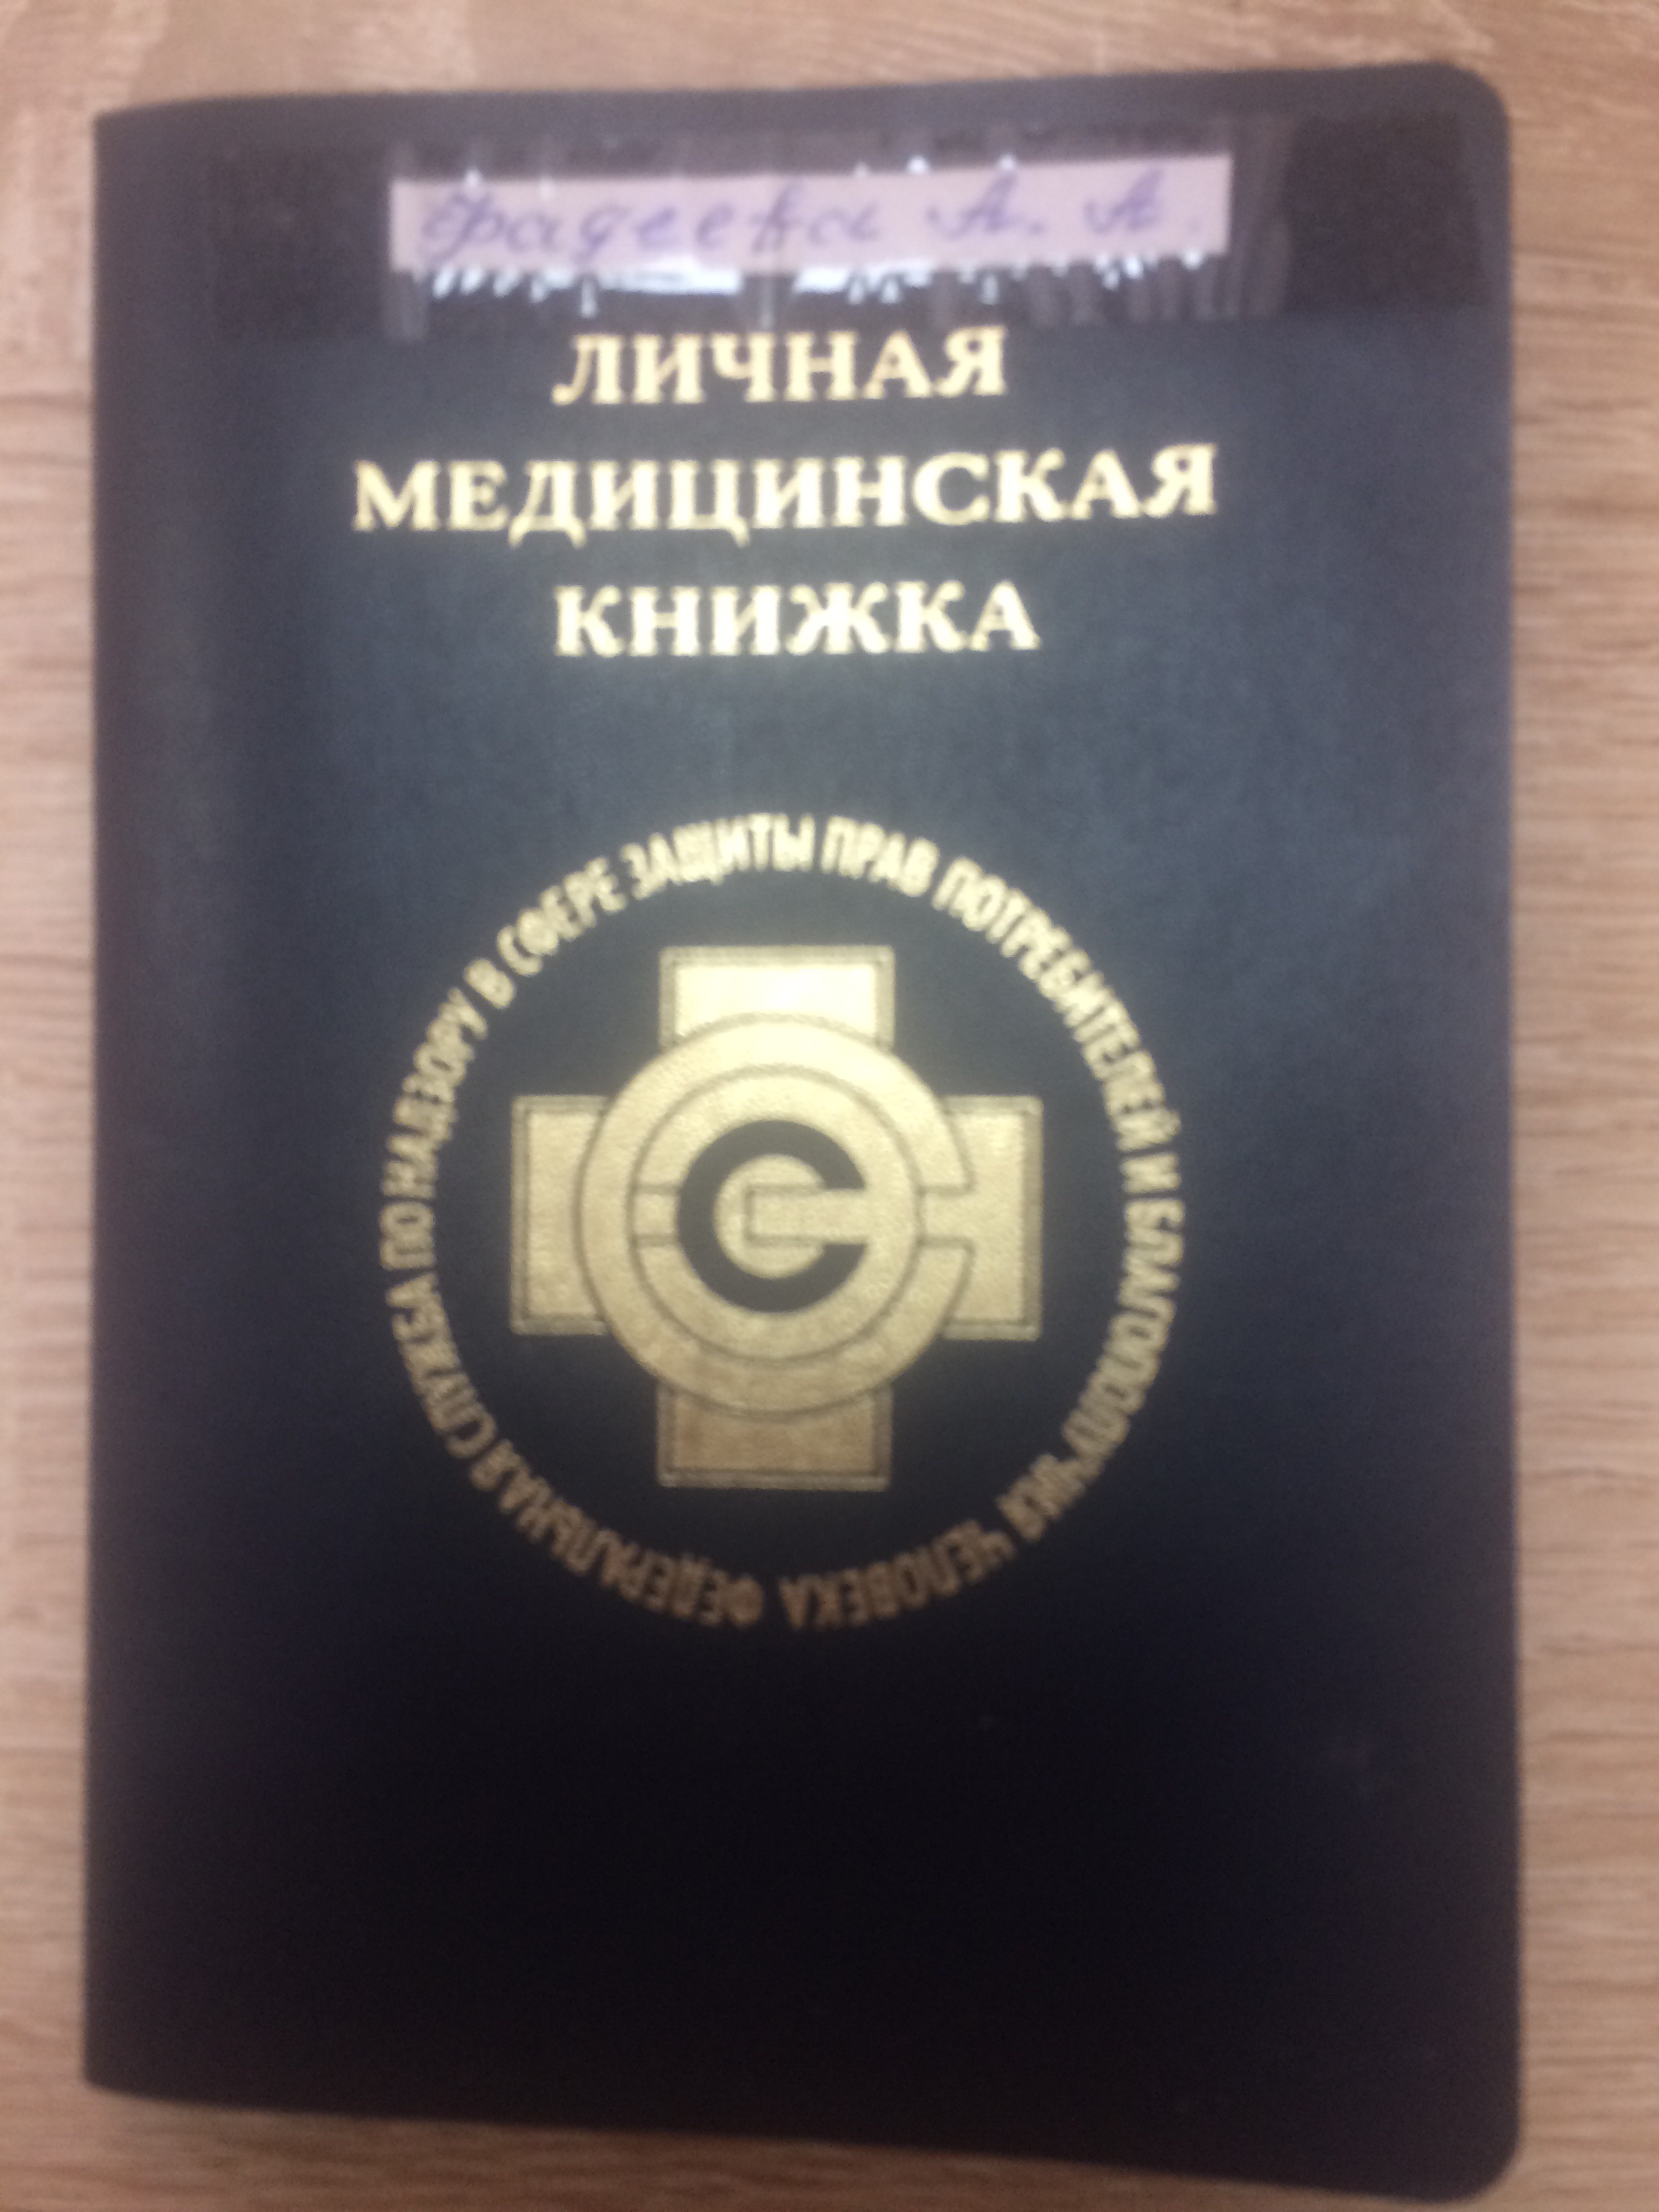 Фадеева А. А.
ЛИЧНАЯ
МЕДИЦИНСКАЯ
КНИЖКА
ФЕДЕРАЛЬНАЯ СЛУЖБА ПО НАДЗОРУ В СФЕРЕ ЗАЩИТЫ ПРАВ ПОТРЕБИТЕЛЕЙ И БЛАГОПОЛУЧИЯ ЧЕЛОВЕКА